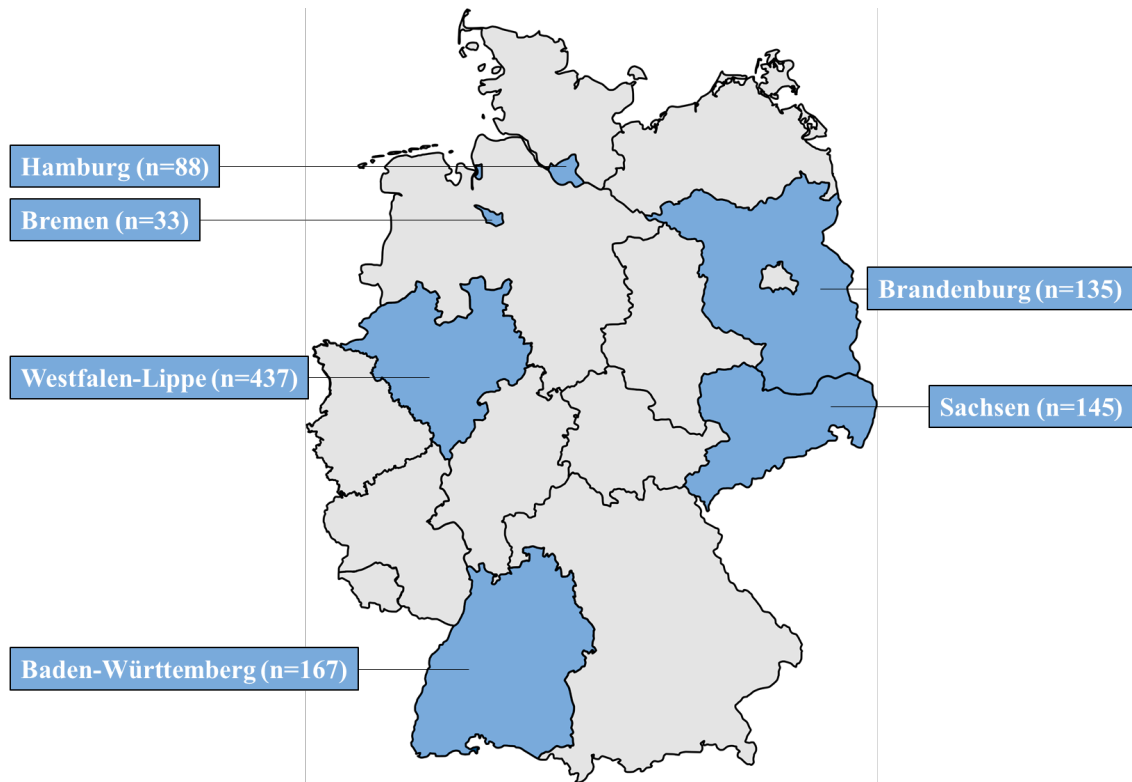 Hamburg (n=88)
Bremen (n=33)
Brandenburg (n=135)
Westfalen-Lippe (n=437)
Sachsen (n=145)
Baden-Württemberg (n=167)